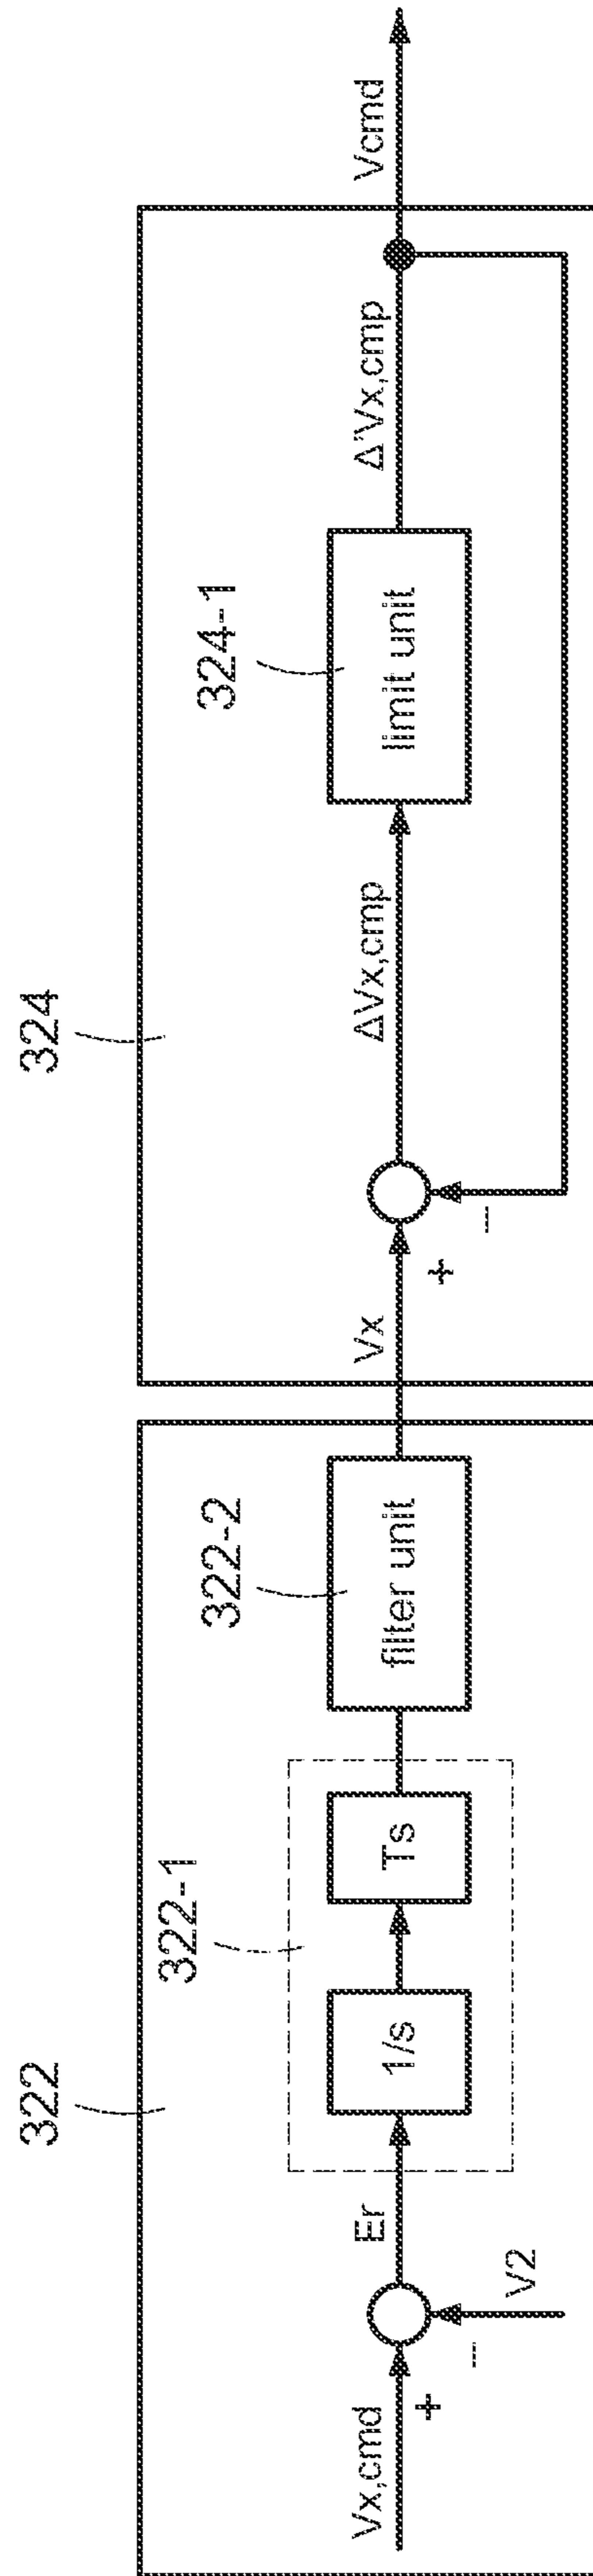 322
324
322-1
322-2
324-1
Vx,cmd
+
−
V2
Er
1/s
Ts
filter unit
Vx
+
−
ΔVx,cmp
limit unit
Δ'Vx,cmp
Vcmd